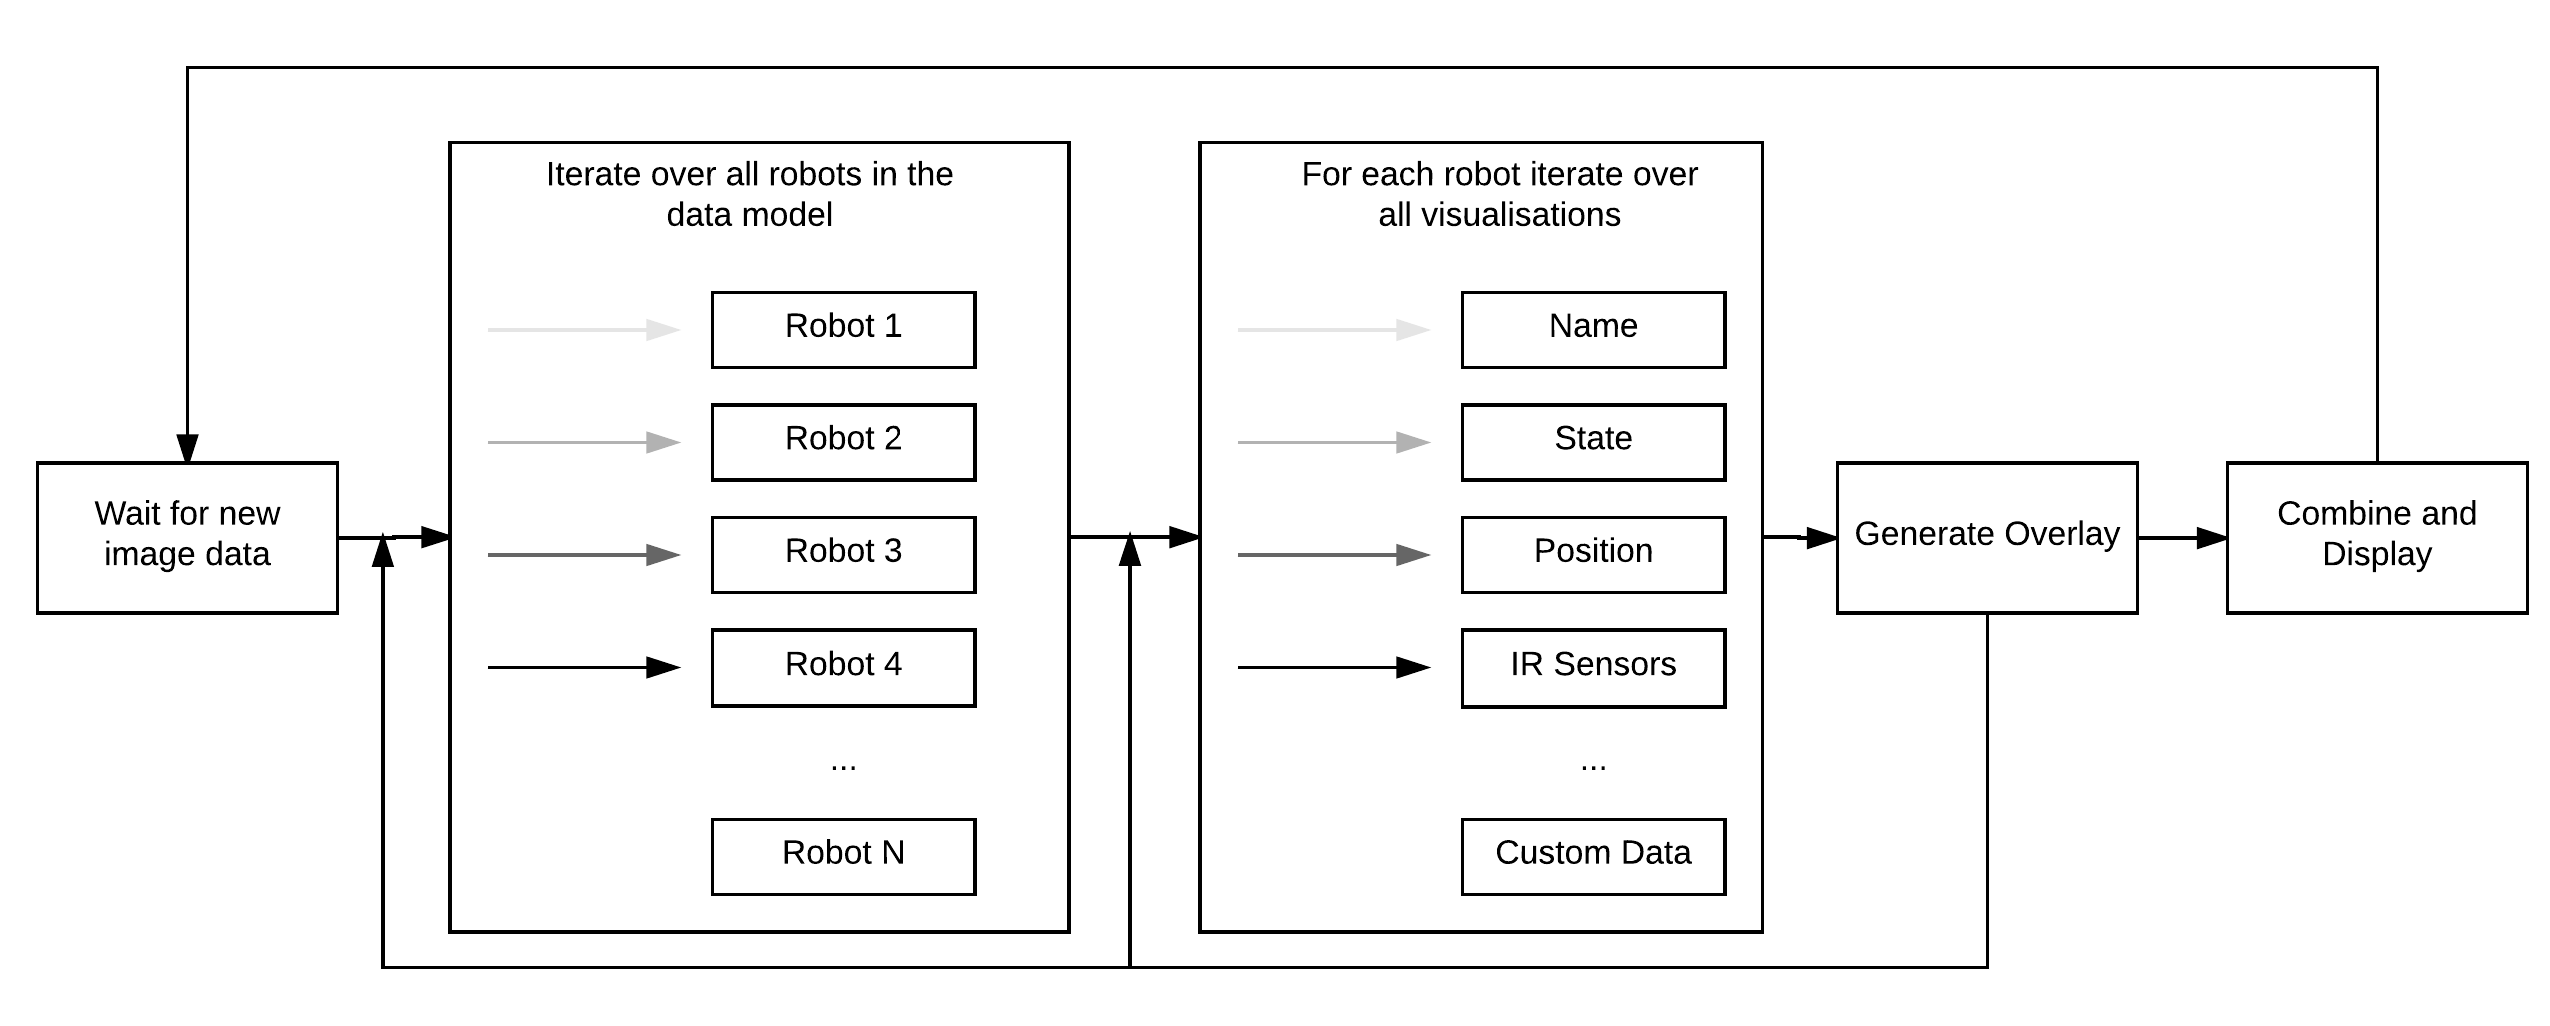 Iterate over all robots in the
data model
Robot 1
Robot 2
Robot 3
Robot 4
...
Robot N
For each robot iterate over
all visualisations
Name
State
Position
IR Sensors
...
Custom Data
Wait for new
image data
Generate Overlay
Combine and
Display